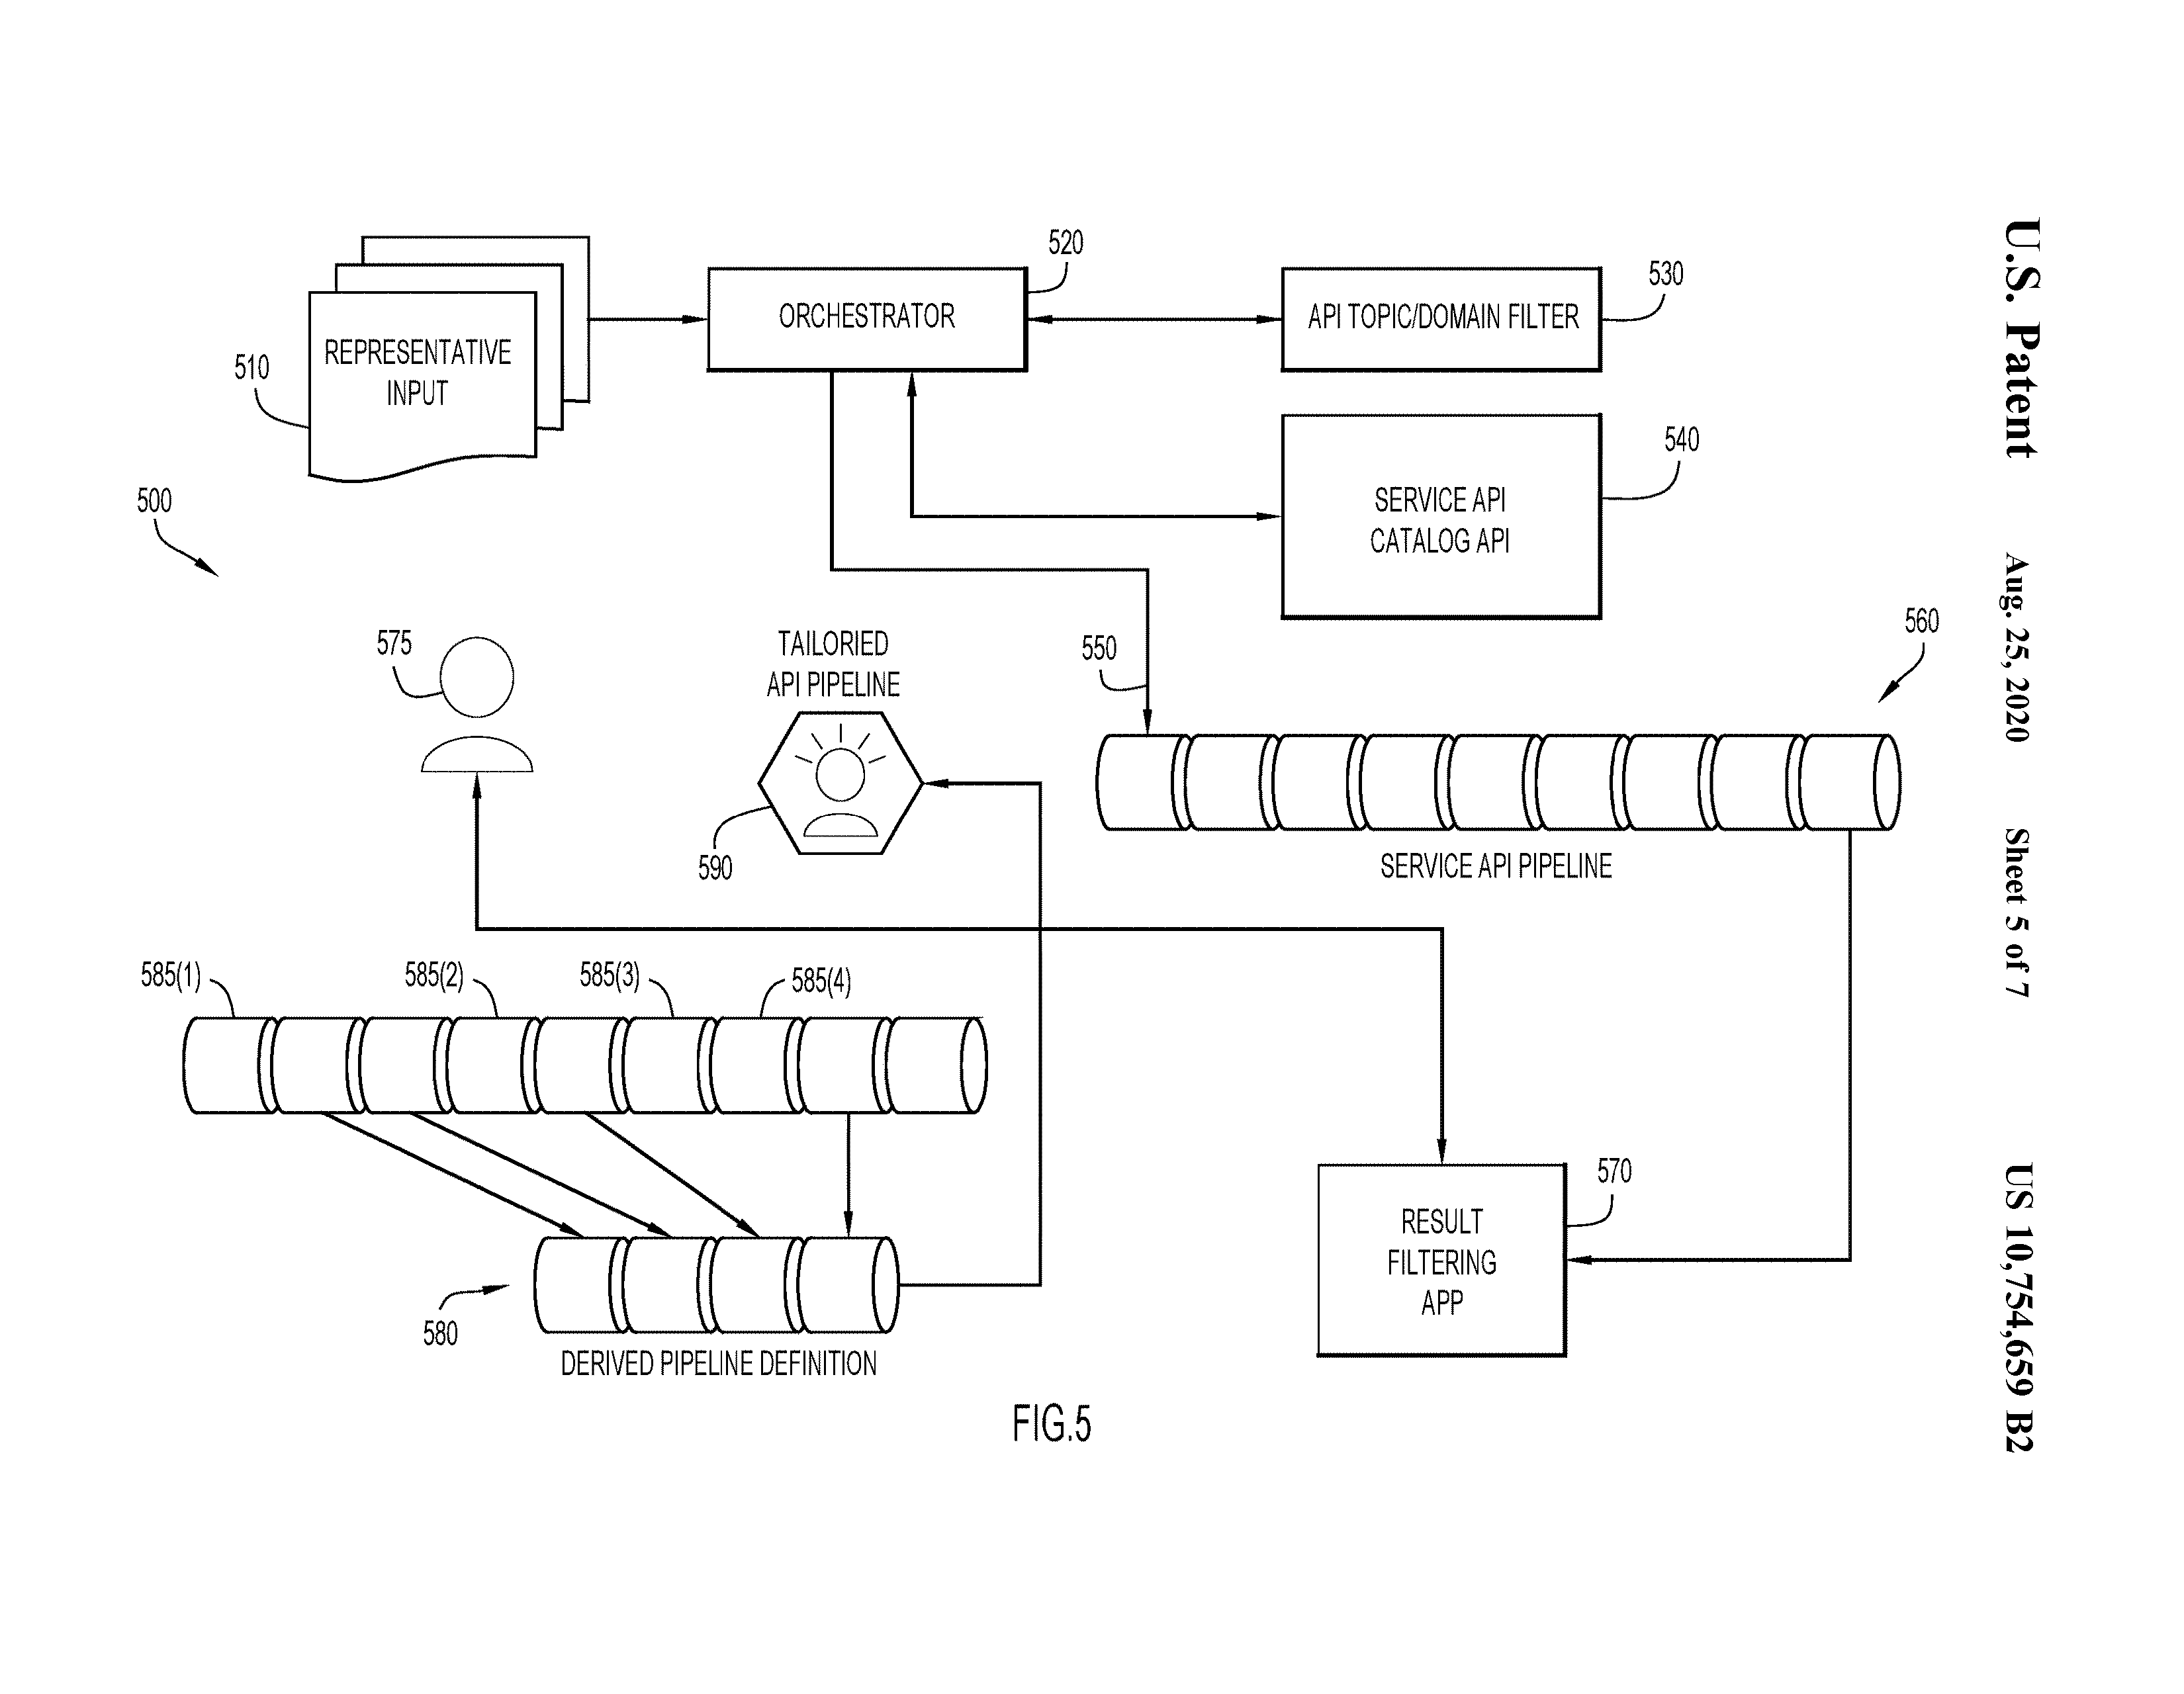 U.S. Patent Aug. 25, 2020 Sheet 5 of 7 US 10,754,659 B2
520
ORCHESTRATOR
530
API TOPIC/DOMAIN FILTER
510
REPRESENTATIVE
INPUT
540
SERVICE API
CATALOG API
500
575
TAILORIED
API PIPELINE
590
550
560
SERVICE API PIPELINE
585(1)
585(2)
585(3)
585(4)
570
RESULT
FILTERING
APP
580
DERIVED PIPELINE DEFINITION
FIG.5